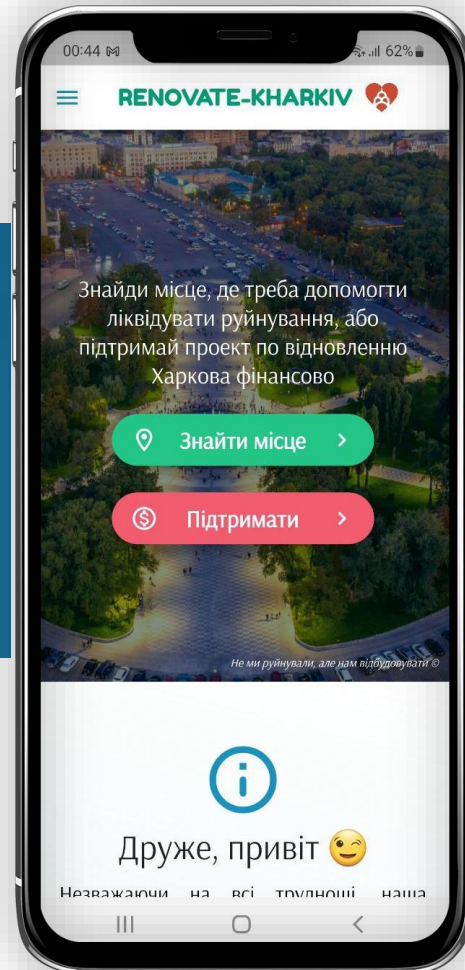 00:44
62%
RENOVATE-KHARKIV
Знайди місце, де треба допомогти
ліквідувати руйнування, або
підтримай проект по відновленню
Харкова фінансово
Знайти місце
Підтримати
Не ми руйнували, але нам відбудовувати ©
Друже, привіт 😉
Незважаючи на всі труднощі, наша